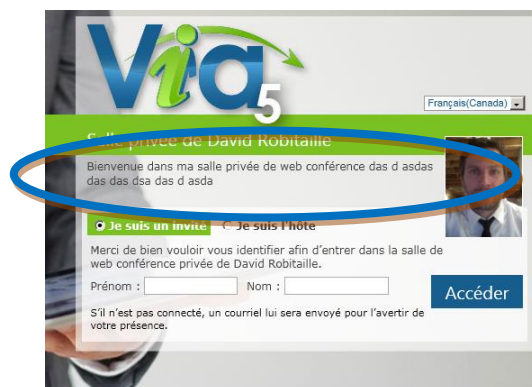 Via
5
Français(Canada)
Salle privée de David Robitaille
Bienvenue dans ma salle privée de web conférence das d asdas
das das dsa das d asda
Je suis un invité Je suis l'hôte
Merci de bien vouloir vous identifier afin d'entrer dans la salle de
web conférence privée de David Robitaille.
Prénom : Nom :
Accéder
S'il n'est pas connecté, un courriel lui sera envoyé pour l'avertir de
votre présence.